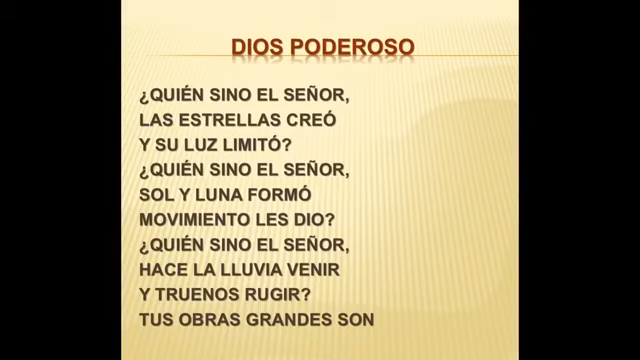 DIOS PODEROSO
¿QUIÉN SINO EL SEÑOR,
LAS ESTRELLAS CREÓ
Y SU LUZ LIMITÓ?
¿QUIÉN SINO EL SEÑOR,
SOL Y LUNA FORMÓ
MOVIMIENTO LES DIO?
¿QUIÉN SINO EL SEÑOR,
HACE LA LLUVIA VENIR
Y TRUENOS RUGIR?
TUS OBRAS GRANDES SON